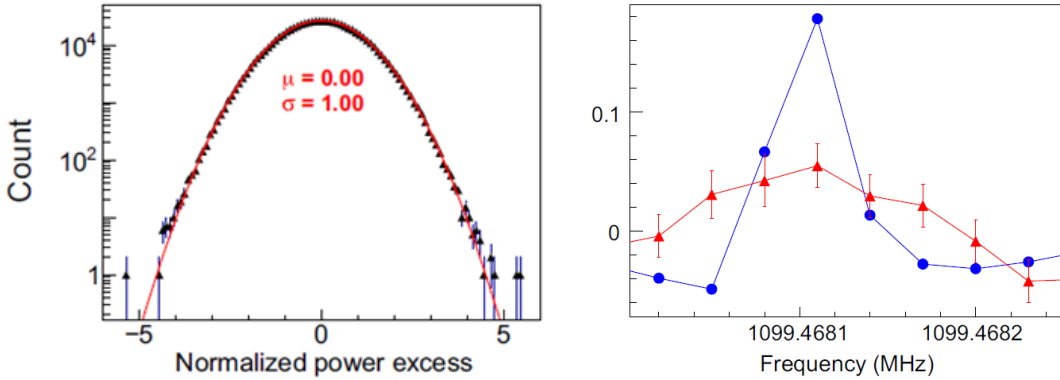 10⁴
10²
1
Count
μ = 0.00
σ = 1.00
−5 0 5
Normalized power excess
0.1
0
1099.4681 1099.4682
Frequency (MHz)